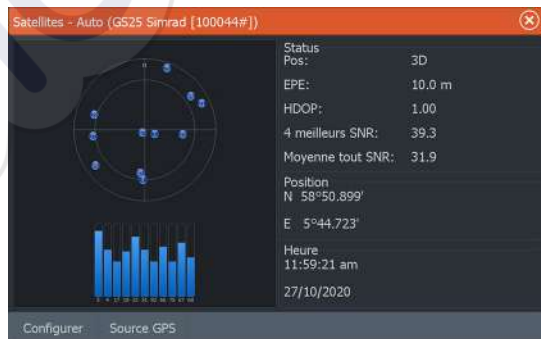 Satellites - Auto (GS25 Simrad [100044#])
Status
Pos: 3D
EPE: 10.0 m
HDOP: 1.00
4 meilleurs SNR: 39.3
Moyenne tout SNR: 31.9
Position
N 58°50.899'
E 5°44.723'
Heure
11:59:21 am
27/10/2020
Configurer Source GPS